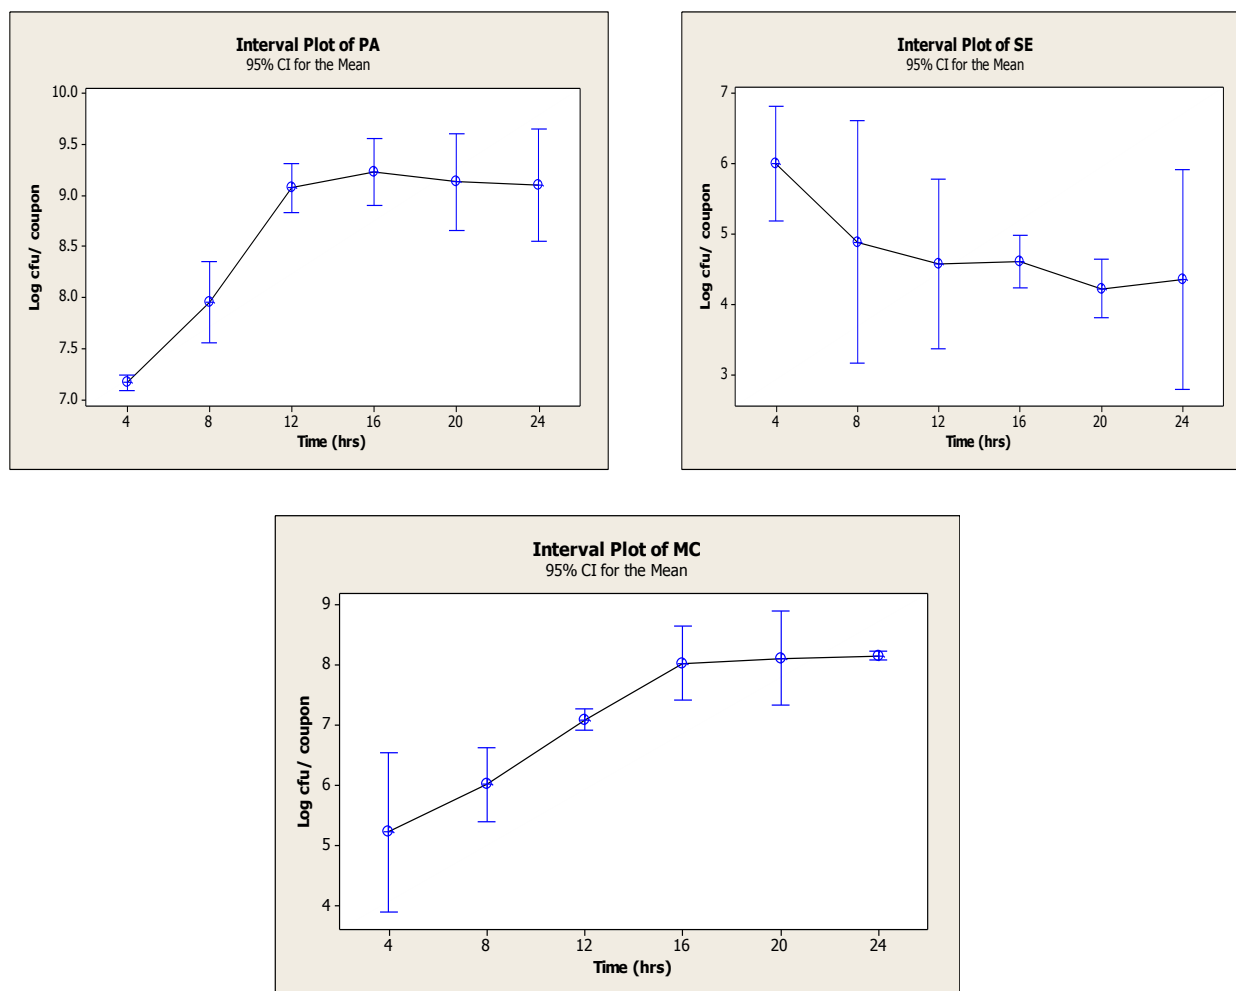 Interval Plot of PA
95% CI for the Mean
10.0
9.5
9.0
8.5
8.0
7.5
7.0
Log cfu/ coupon
4 8 12 16 20 24
Time (hrs)
Interval Plot of SE
95% CI for the Mean
7
6
5
4
3
Log cfu/ coupon
4 8 12 16 20 24
Time (hrs)
Interval Plot of MC
95% CI for the Mean
9
8
7
6
5
4
Log cfu/ coupon
4 8 12 16 20 24
Time (hrs)